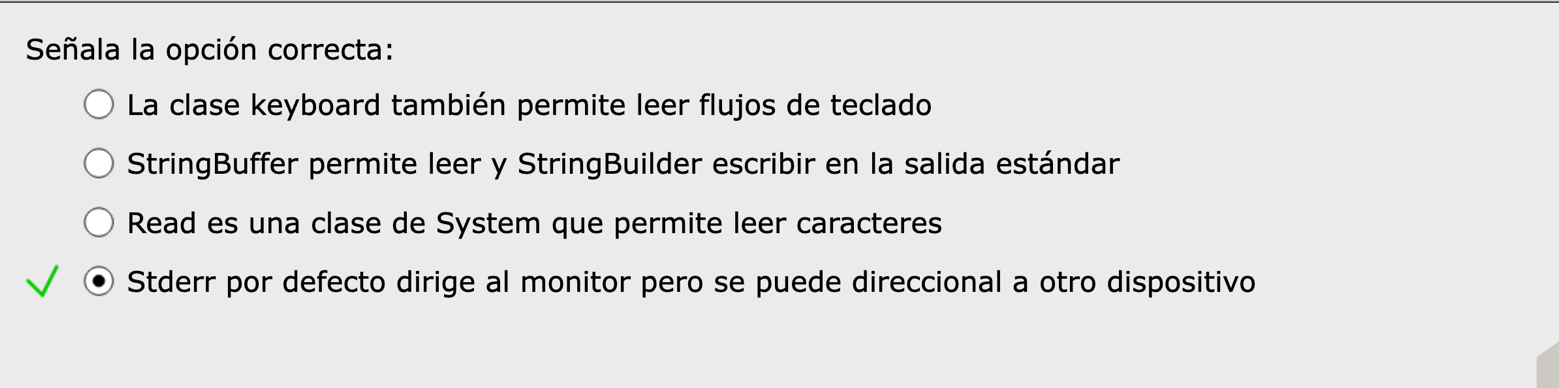 Señala la opción correcta:
La clase keyboard también permite leer flujos de teclado
StringBuffer permite leer y StringBuilder escribir en la salida estándar
Read es una clase de System que permite leer caracteres
Stderr por defecto dirige al monitor pero se puede direccional a otro dispositivo